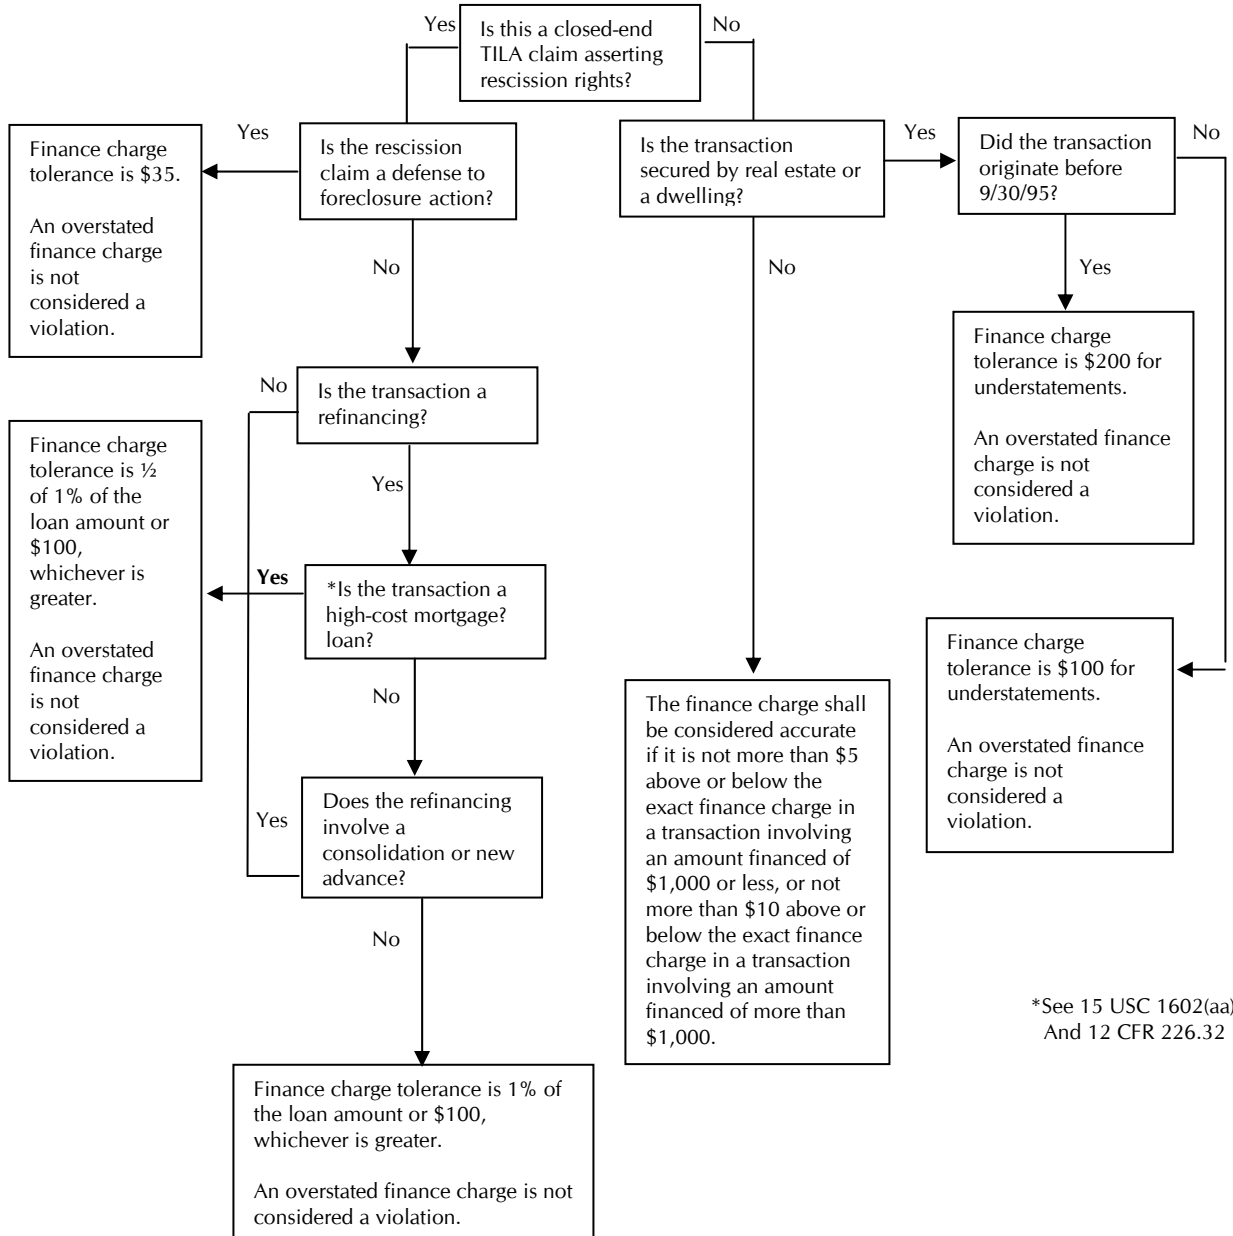 Yes
Is this a closed-end
TILA claim asserting
rescission rights?
No
Finance charge
tolerance is $35.
An overstated
finance charge
is not
considered a
violation.
Yes
Is the rescission
claim a defense to
foreclosure action?
Is the transaction
secured by real estate or
a dwelling?
Yes
Did the transaction
originate before
9/30/95?
No
No
No
Yes
Finance charge
tolerance is $200 for
understatements.
An overstated finance
charge is not
considered a
violation.
No
Is the transaction a
refinancing?
Finance charge
tolerance is ½
of 1% of the
loan amount or
$100,
whichever is
greater.
An overstated
finance charge
is not
considered a
violation.
Yes
Yes
*Is the transaction a
high-cost mortgage?
loan?
Finance charge
tolerance is $100 for
understatements.
An overstated finance
charge is not
considered a
violation.
No
The finance charge shall
be considered accurate
if it is not more than $5
above or below the
exact finance charge in
a transaction involving
an amount financed of
$1,000 or less, or not
more than $10 above or
below the exact finance
charge in a transaction
involving an amount
financed of more than
$1,000.
Yes
Does the refinancing
involve a
consolidation or new
advance?
No
*See 15 USC 1602(aa)
And 12 CFR 226.32
Finance charge tolerance is 1% of
the loan amount or $100,
whichever is greater.
An overstated finance charge is not
considered a violation.